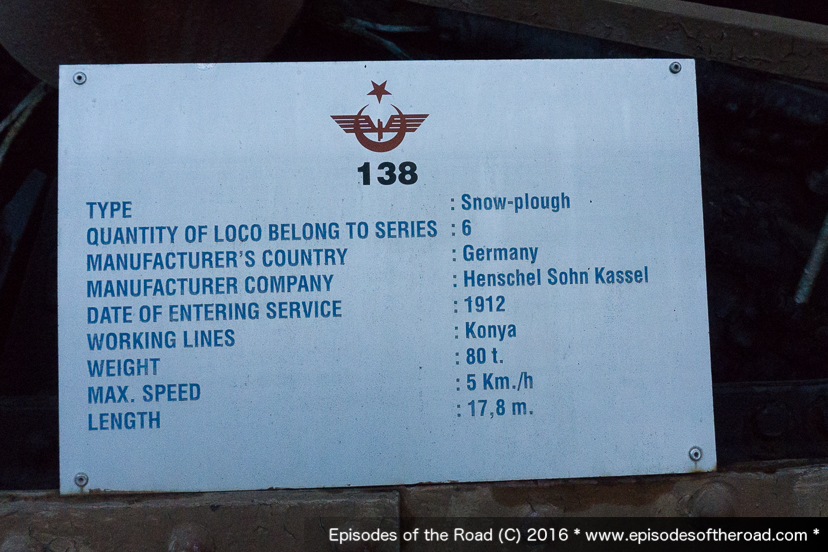 138
TYPE : Snow-plough
QUANTITY OF LOCO BELONG TO SERIES : 6
MANUFACTURER'S COUNTRY : Germany
MANUFACTURER COMPANY : Henschel Sohn Kassel
DATE OF ENTERING SERVICE : 1912
WORKING LINES : Konya
WEIGHT : 80 t.
MAX. SPEED : 5 Km./h
LENGTH : 17,8 m.
Episodes of the Road (C) 2016 * www.episodesoftheroad.com *